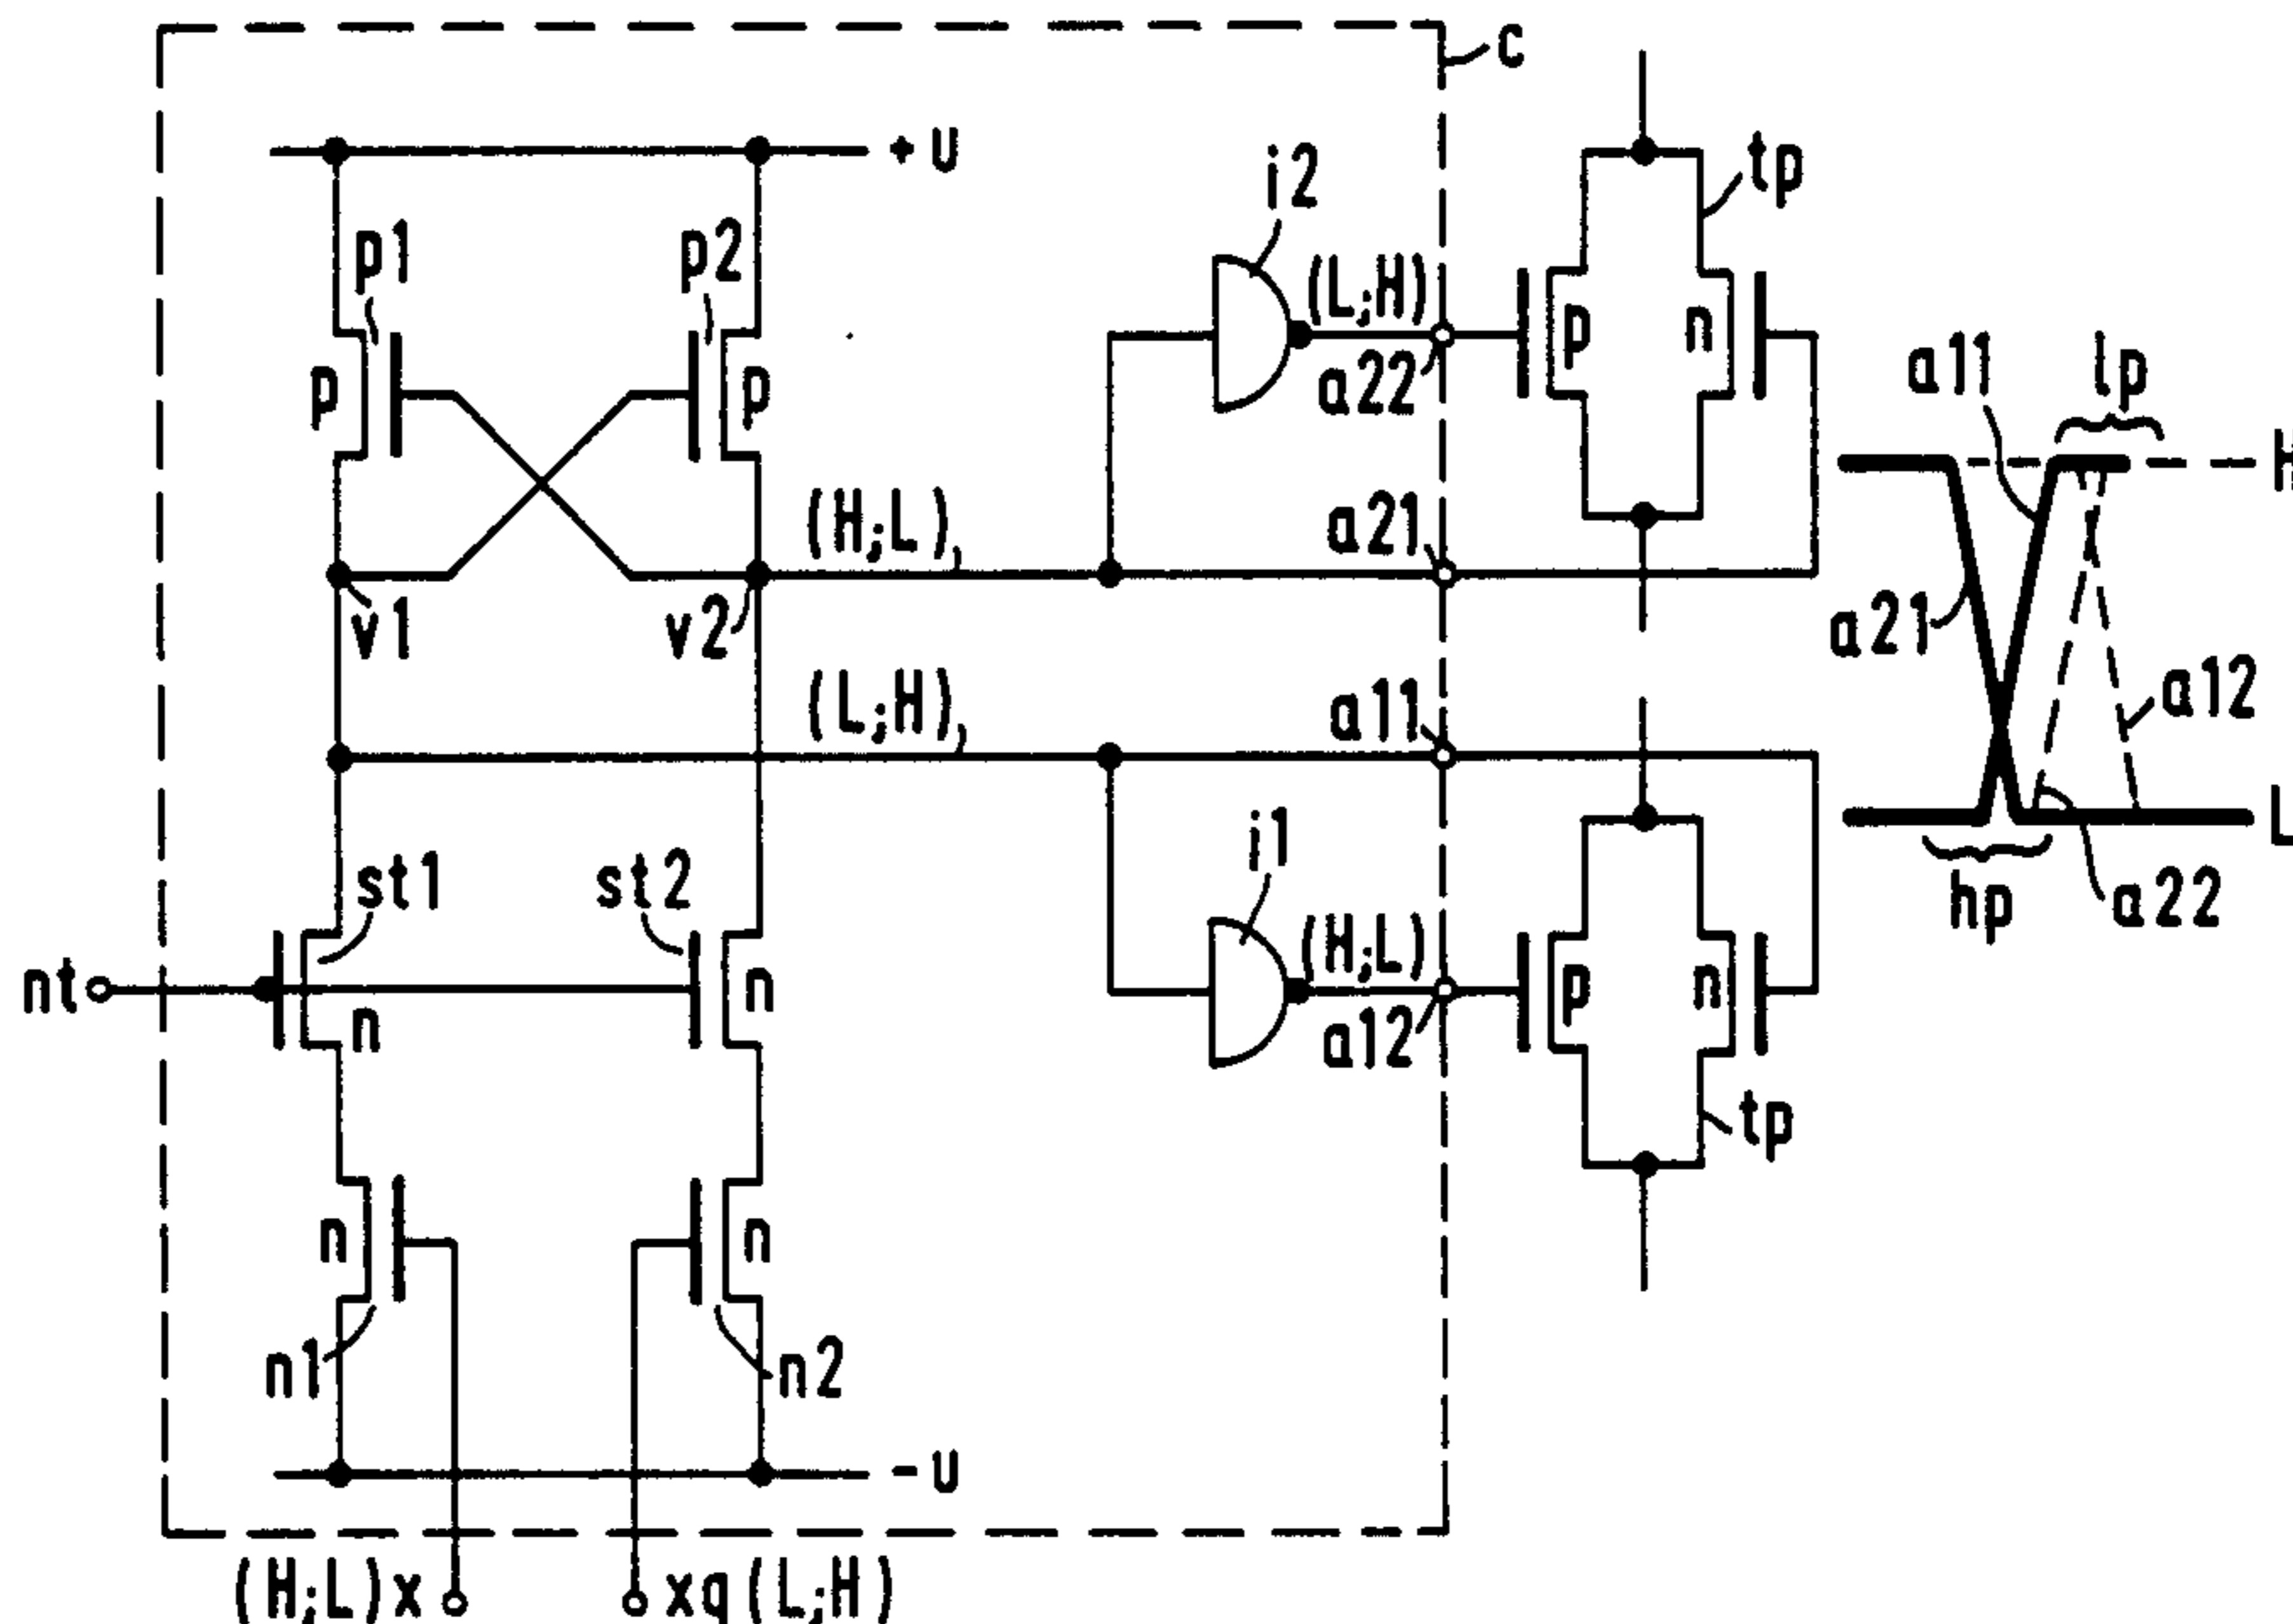 c
+U
tp
i2
p1
p2
(L;H)
p
n
a11
lp
p
p
a22
H
(H;L)
a21
v1
v2
a21
a12
(L;H)
a11
i1
st1
st2
hp
a22
L
(H;L)
nt
n
n
p
n
a12
tp
n
n
n1
n2
-U
(H;L)x
xq(L;H)